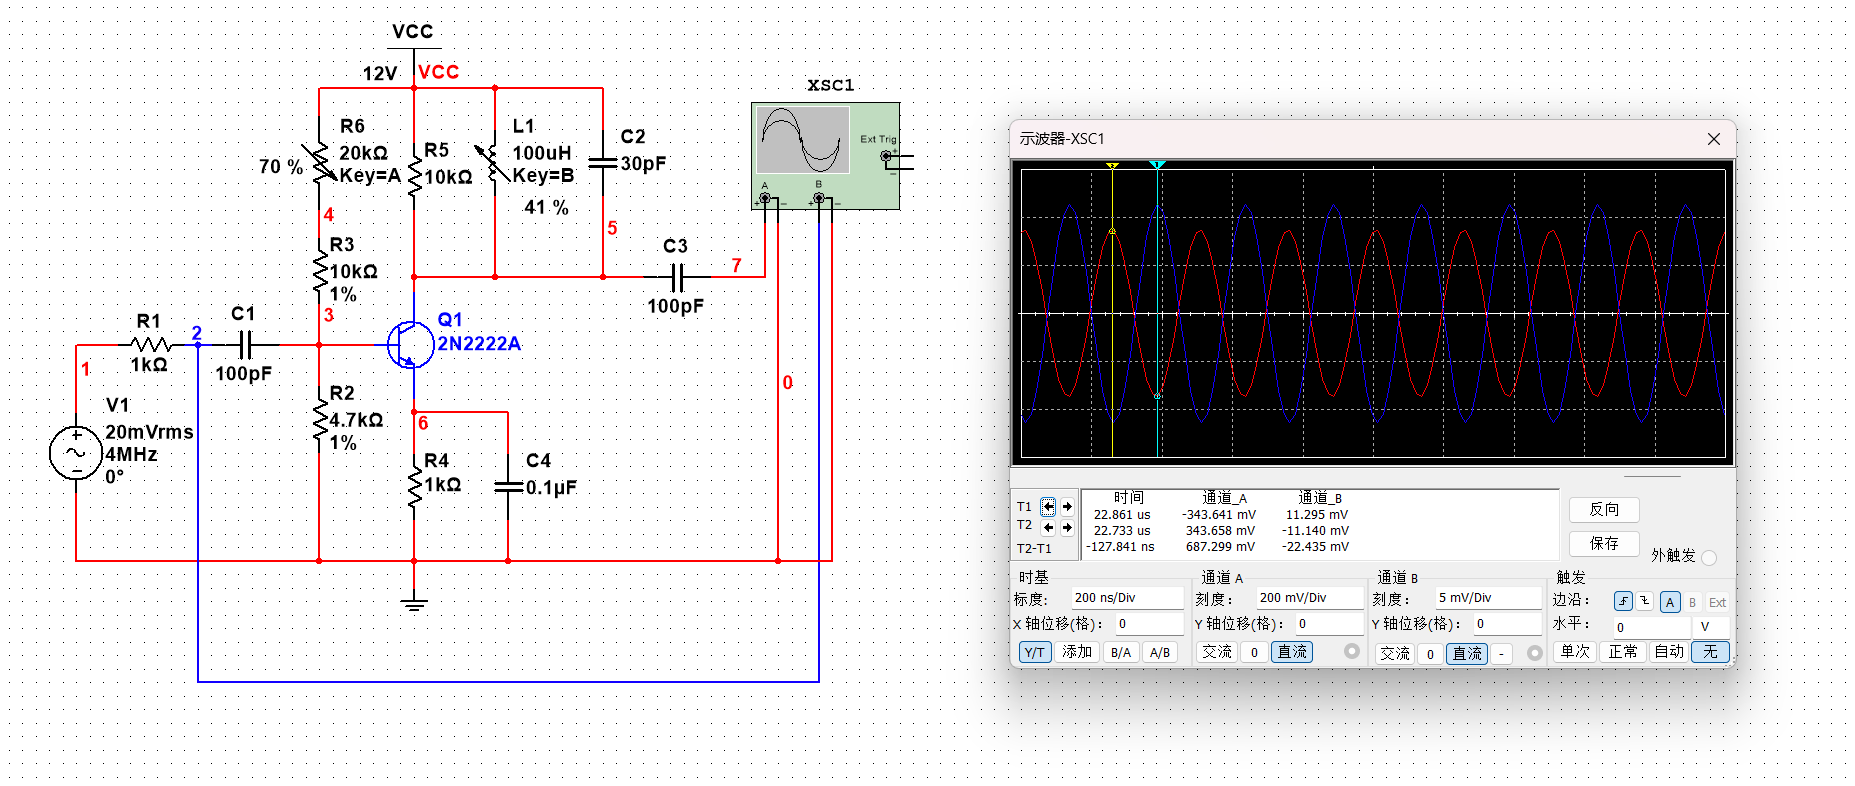 VCC
12V
VCC
R6
20kΩ
Key=A
70 %
R5
10kΩ
L1
100uH
Key=B
41 %
C2
30pF
XSC1
Ext Trig
+
−
A
B
+
−
+
−
4
5
R3
10kΩ
1%
3
C3
100pF
7
C1
100pF
R1
1kΩ
2
1
Q1
2N2222A
0
V1
20mVrms
4MHz
0°
R2
4.7kΩ
1%
6
R4
1kΩ
C4
0.1µF
示波器-XSC1
时间 通道_A 通道_B
T1 22.861 us -343.641 mV 11.295 mV
T2 22.733 us 343.658 mV -11.140 mV
T2-T1 -127.841 ns 687.299 mV -22.435 mV
反向
保存
外触发
时基
标度: 200 ns/Div
X 轴位移(格): 0
Y/T 添加 B/A A/B
通道 A
刻度: 200 mV/Div
Y 轴位移(格): 0
交流 0 直流
通道 B
刻度: 5 mV/Div
Y 轴位移(格): 0
交流 0 直流 -
触发
边沿: A B Ext
水平: 0 V
单次 正常 自动 无